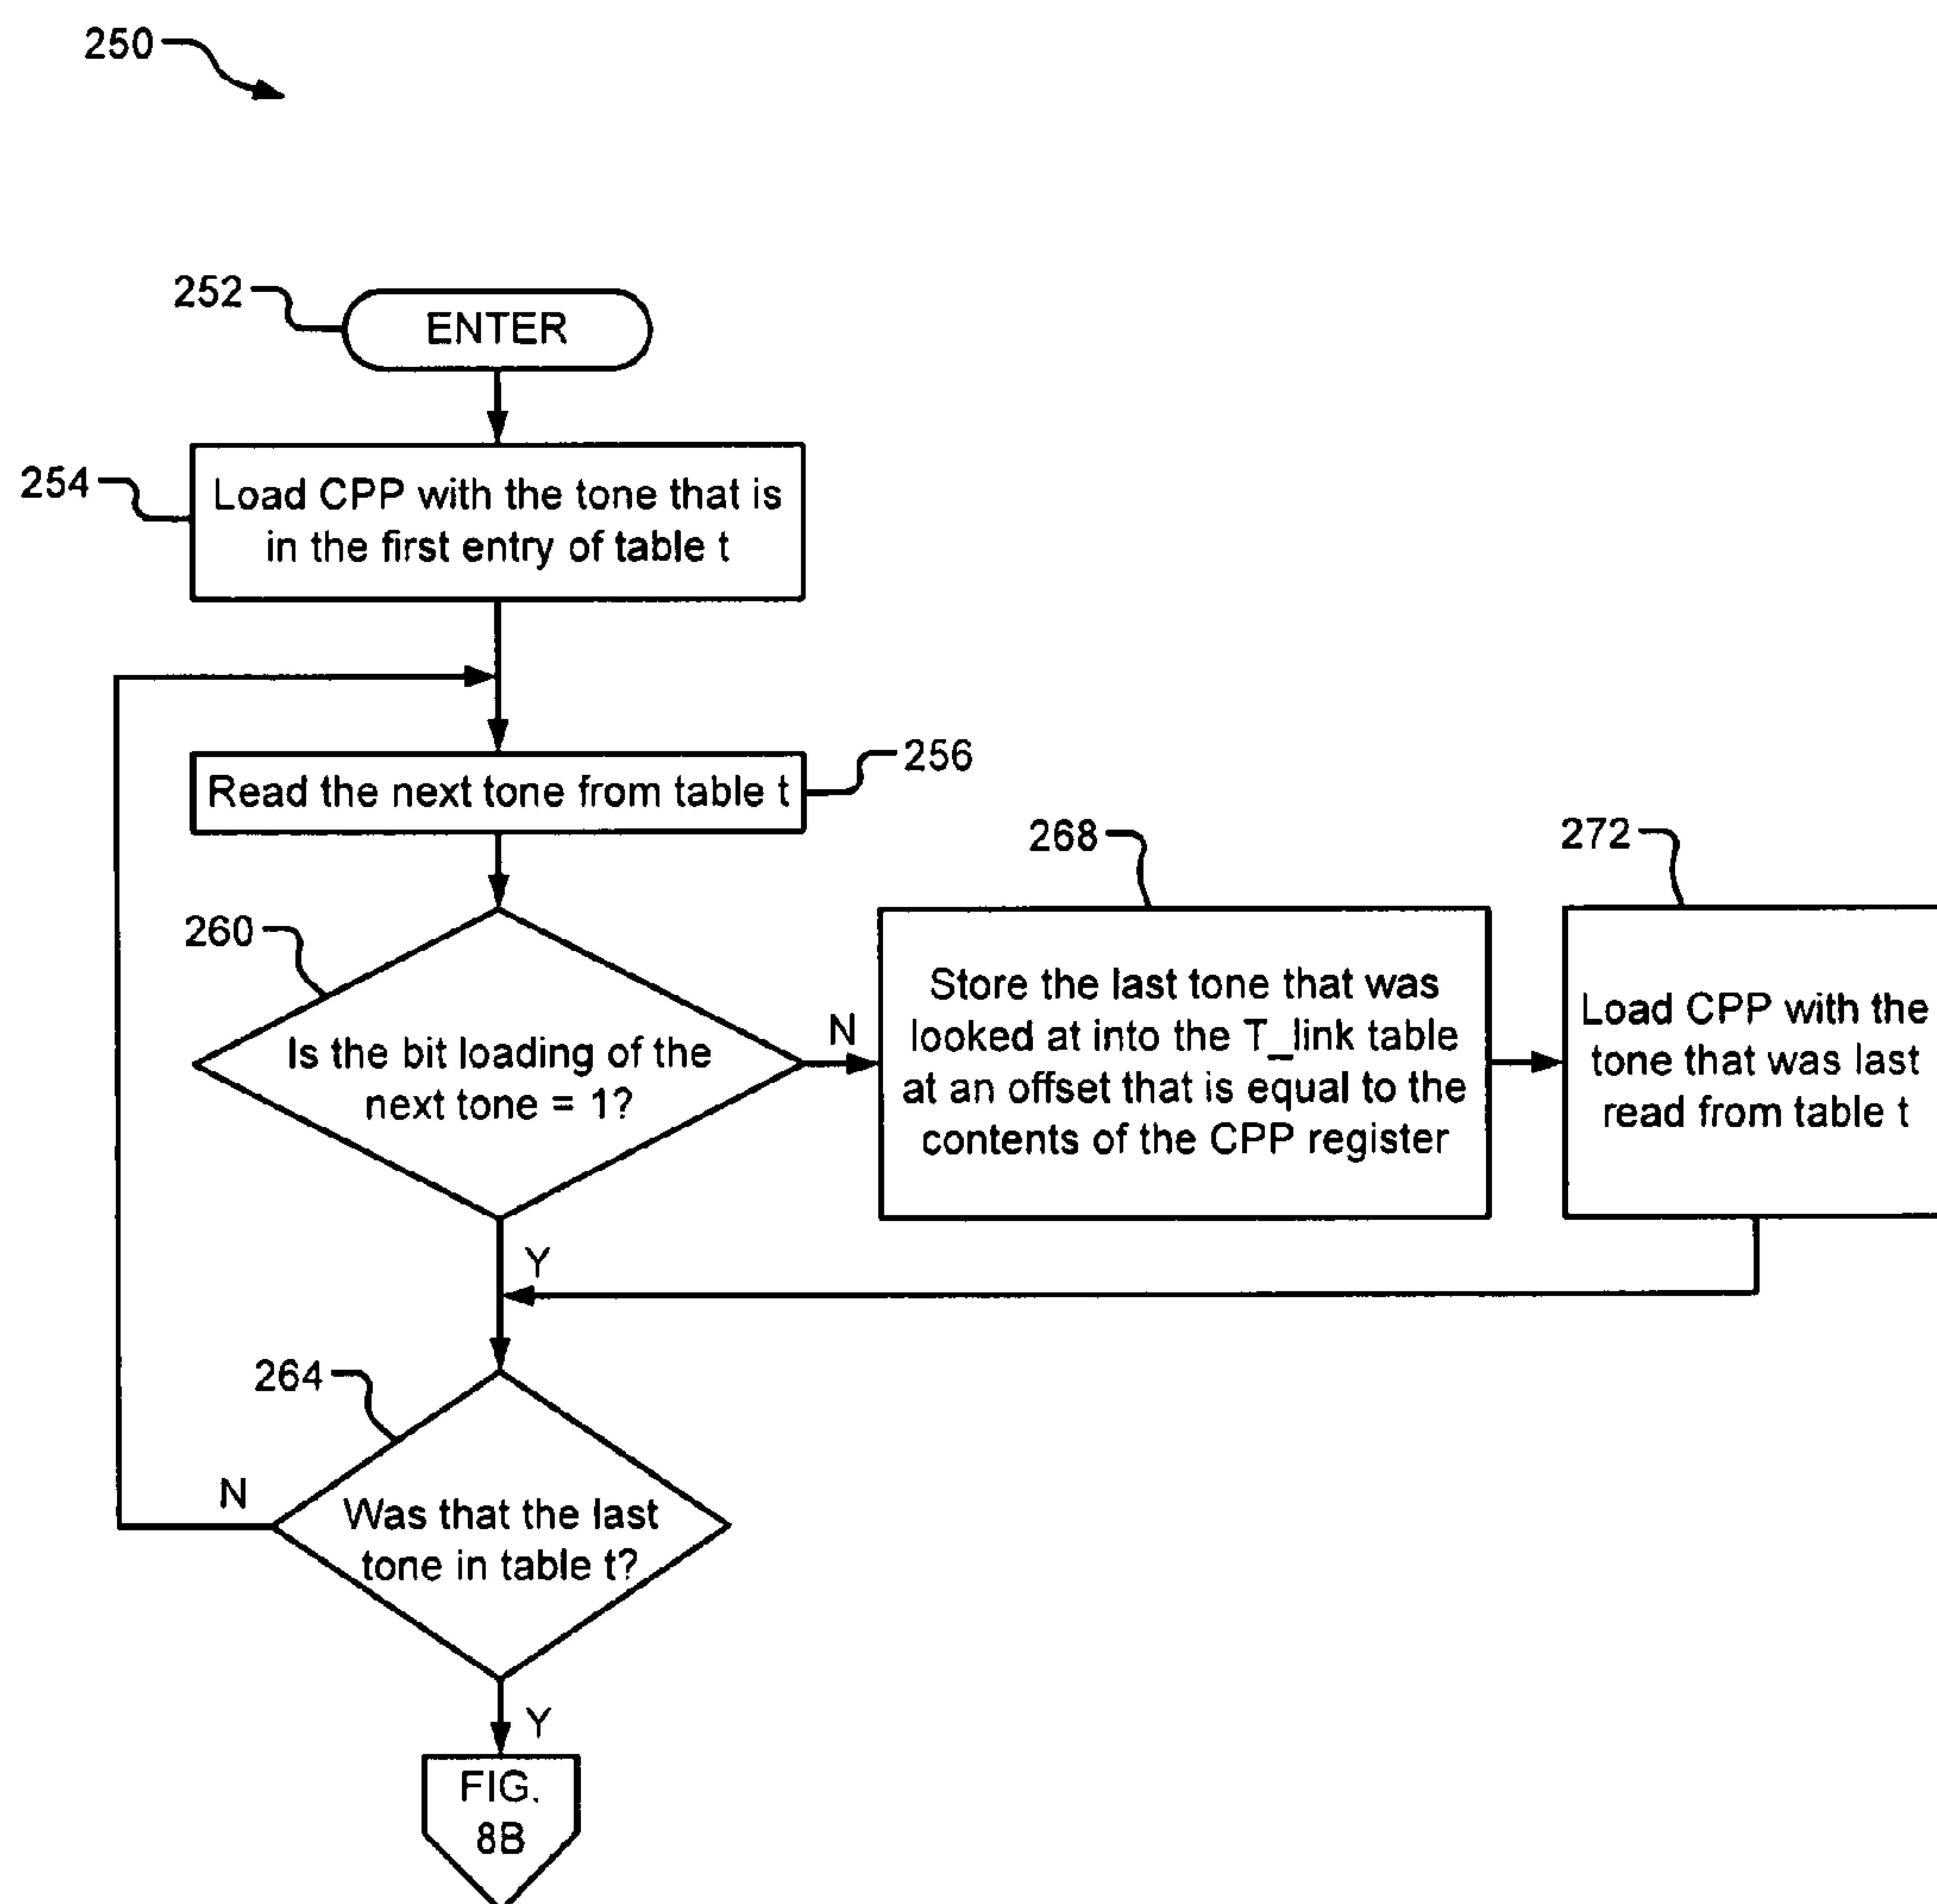 250
252
ENTER
254
Load CPP with the tone that is
in the first entry of table t
256
Read the next tone from table t
268
272
260
Is the bit loading of the
next tone = 1?
N
Store the last tone that was
looked at into the T_link table
at an offset that is equal to the
contents of the CPP register
Load CPP with the
tone that was last
read from table t
Y
264
N
Was that the last
tone in table t?
Y
FIG.
8B